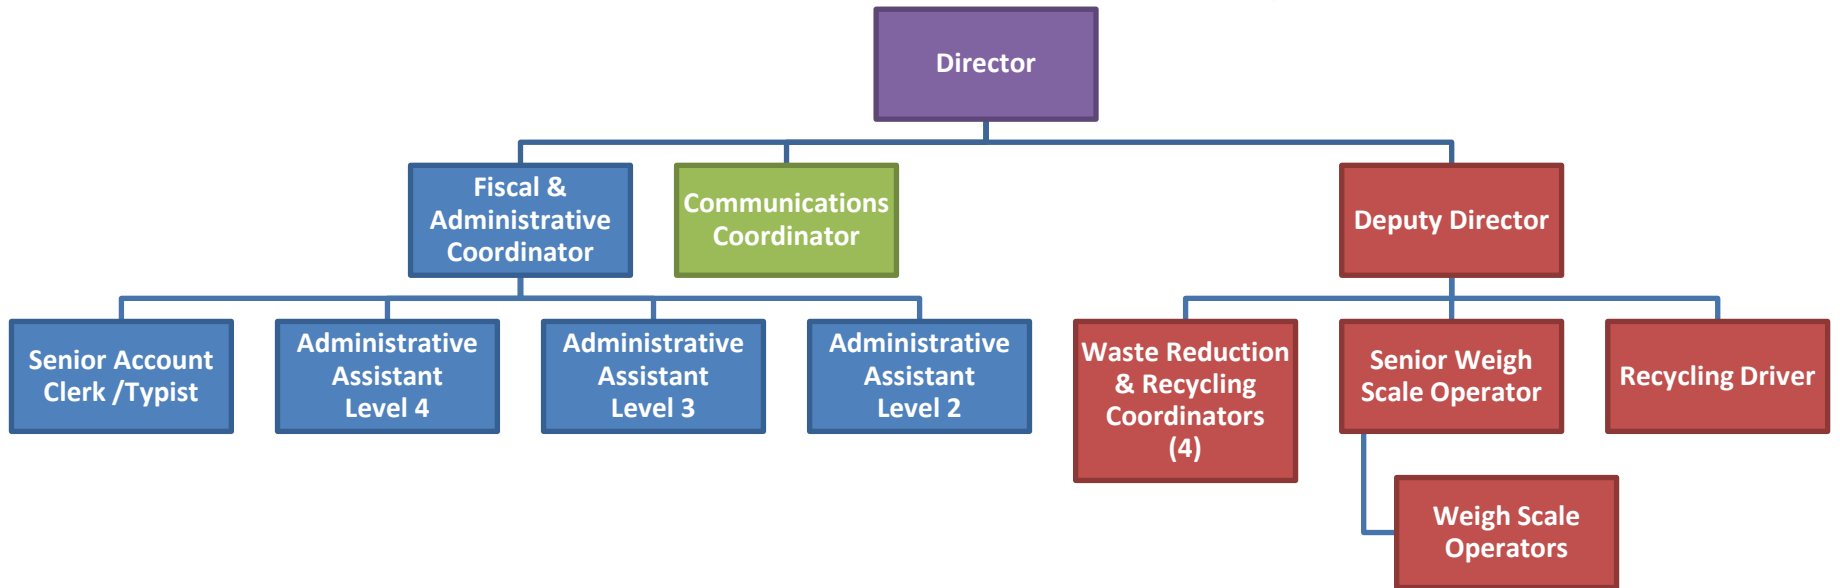 Director
Fiscal &
Administrative
Coordinator
Communications
Coordinator
Deputy Director
Senior Account
Clerk /Typist
Administrative
Assistant
Level 4
Administrative
Assistant
Level 3
Administrative
Assistant
Level 2
Waste Reduction
& Recycling
Coordinators
(4)
Senior Weigh
Scale Operator
Recycling Driver
Weigh Scale
Operators